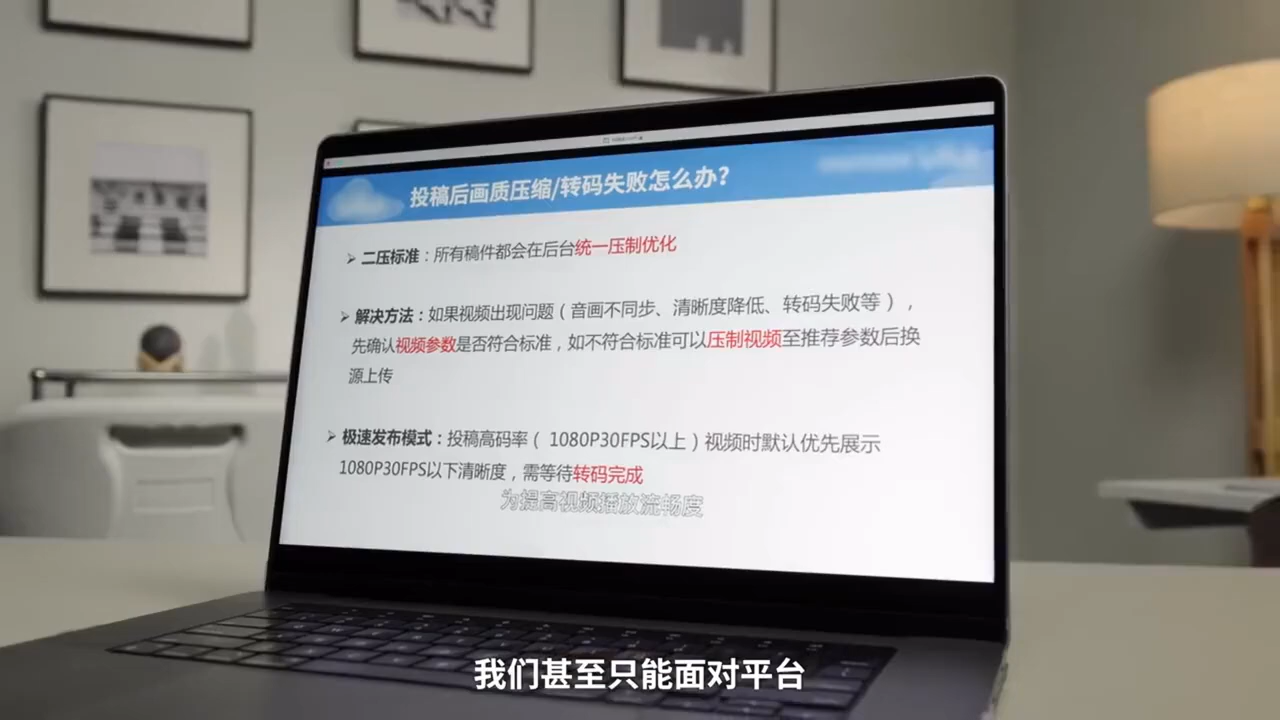 投稿后画质压缩/转码失败怎么办?
➢ 二压标准：所有稿件都会在后台统一压制优化
➢ 解决方法：如果视频出现问题（音画不同步、清晰度降低、转码失败等），
先确认视频参数是否符合标准，如不符合标准可以压制视频至推荐参数后换
源上传
➢ 极速发布模式：投稿高码率（ 1080P30FPS以上）视频时默认优先展示
1080P30FPS以下清晰度，需等待转码完成
为提高视频播放流畅度
我们甚至只能面对平台